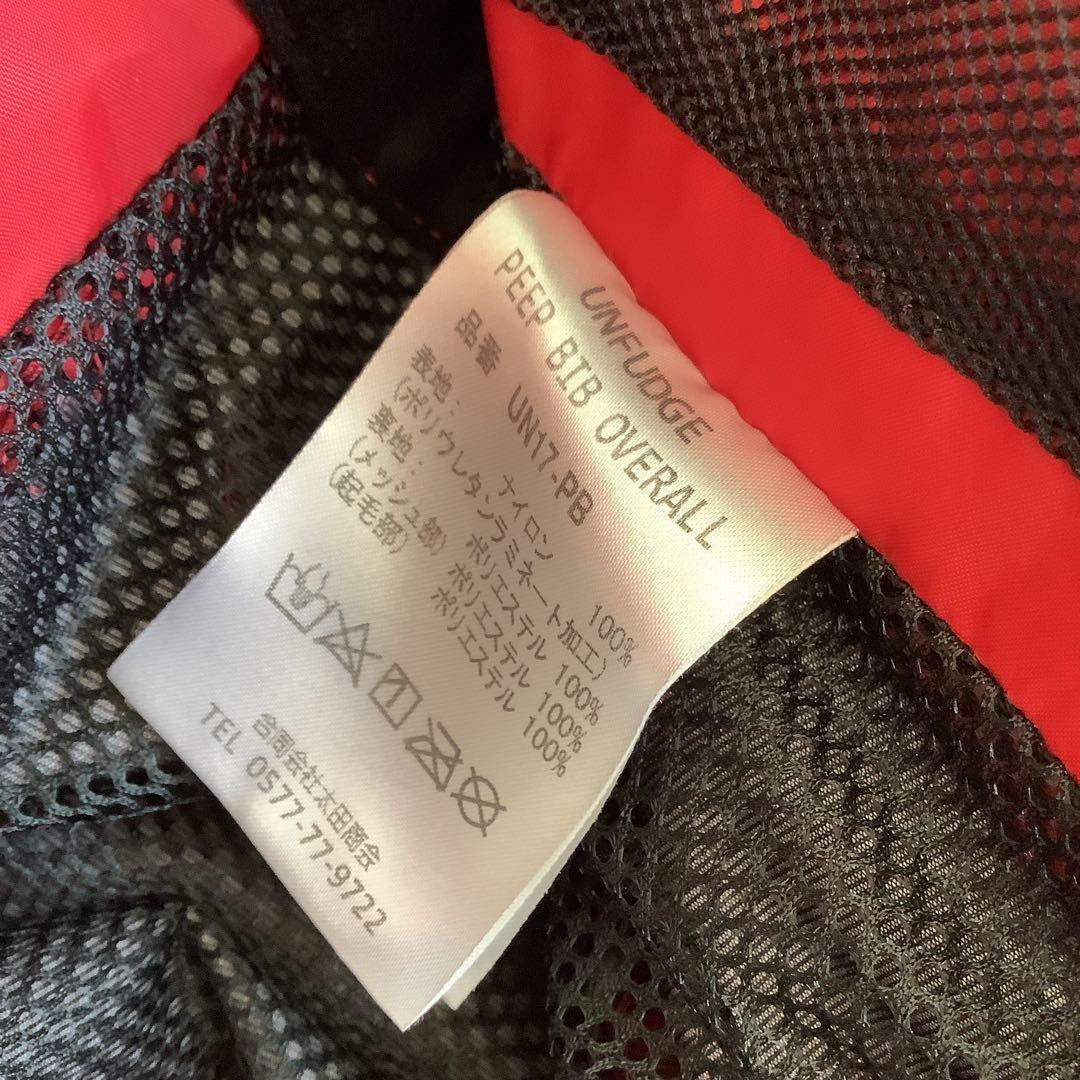 UNFUDGE
PEEP BIB OVERALL
品番 UN17-PB
表地: ナイロン 100%
(ポリウレタンラミネート加工)
裏地: ポリエステル 100%
(メッシュ部) ポリエステル 100%
(起毛部) ポリエステル 100%
合同会社太田商会
TEL 0577-77-9722